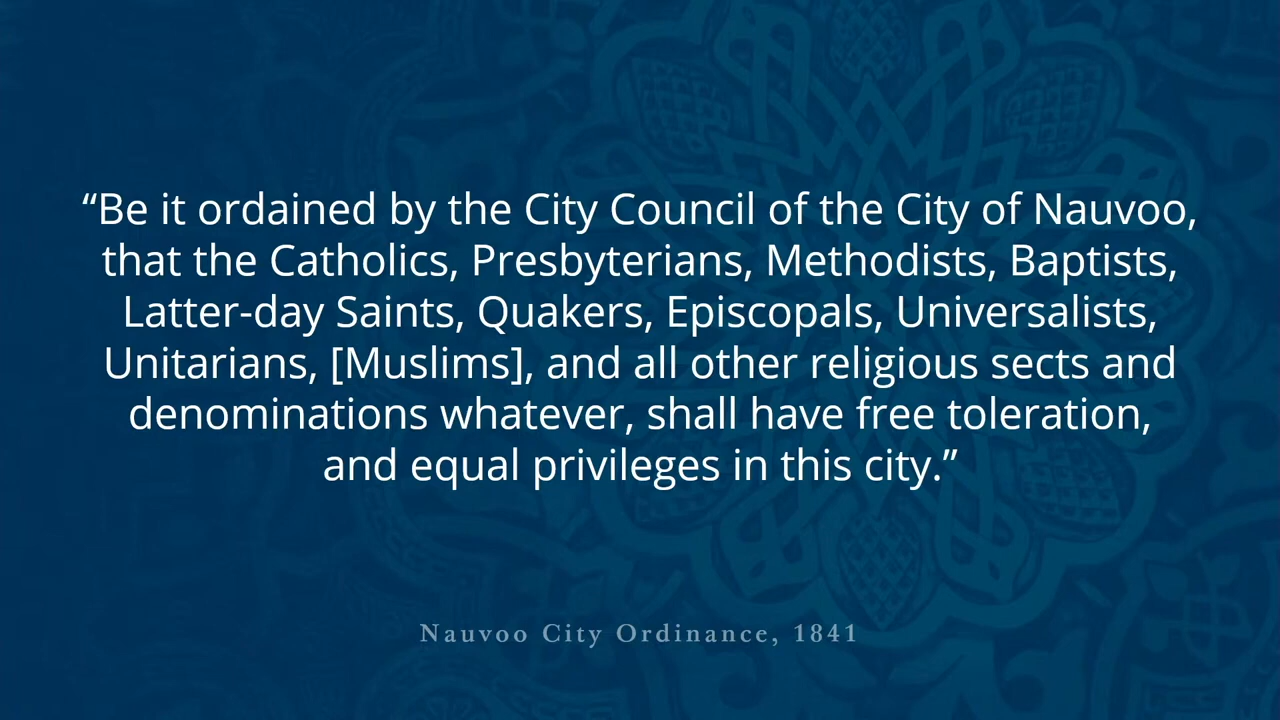 “Be it ordained by the City Council of the City of Nauvoo,
that the Catholics, Presbyterians, Methodists, Baptists,
Latter-day Saints, Quakers, Episcopals, Universalists,
Unitarians, [Muslims], and all other religious sects and
denominations whatever, shall have free toleration,
and equal privileges in this city.”
Nauvoo City Ordinance, 1841